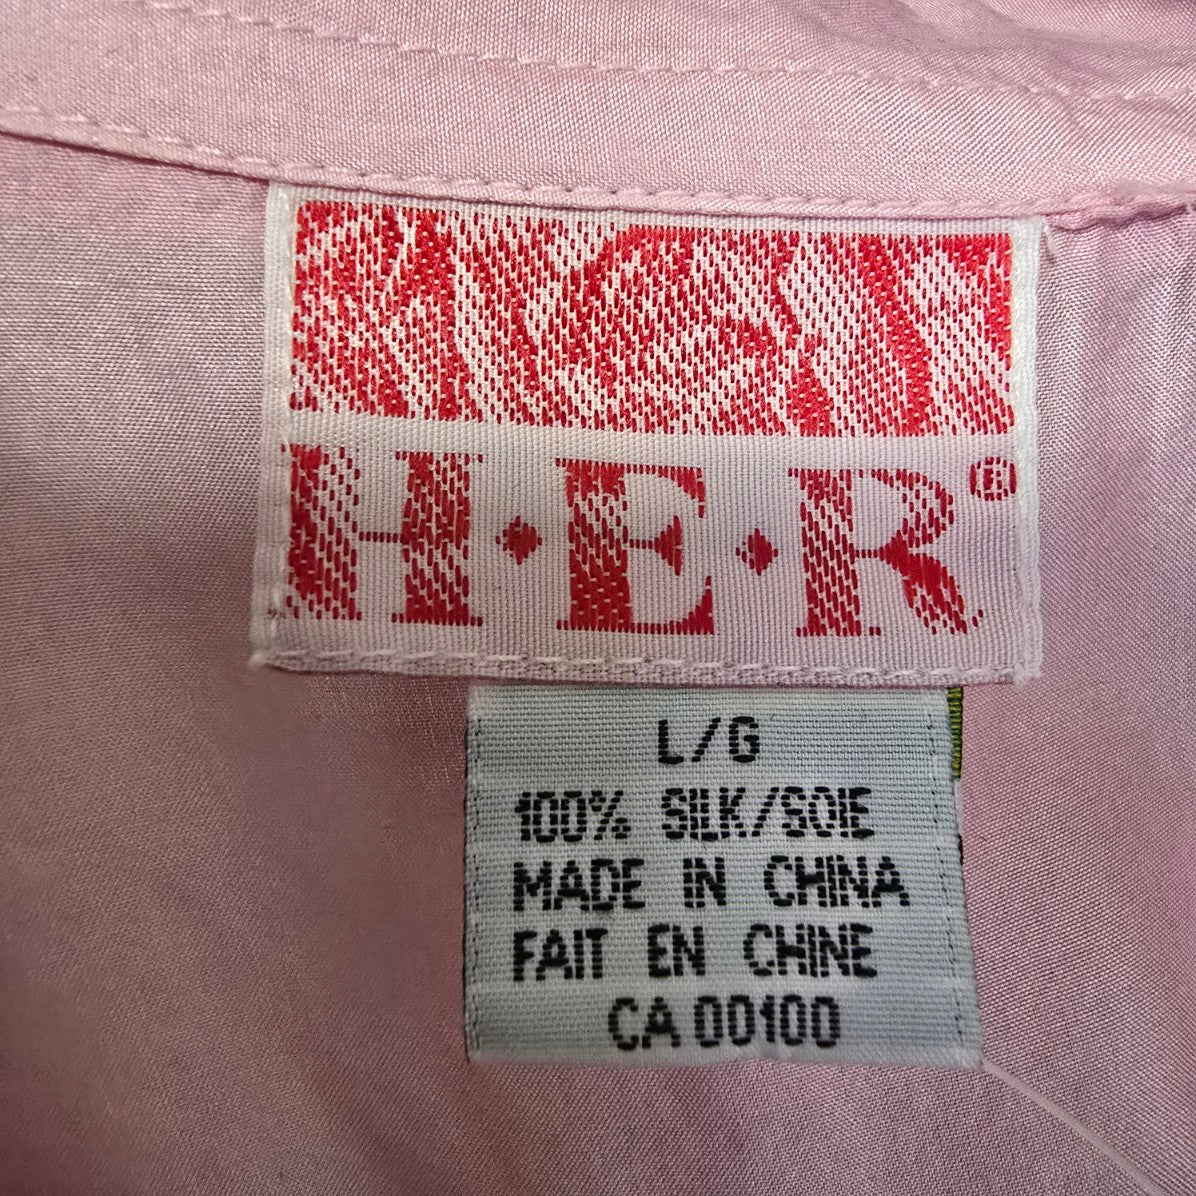 H·E·R®
L/G
100% SILK/SOIE
MADE IN CHINA
FAIT EN CHINE
CA 00100